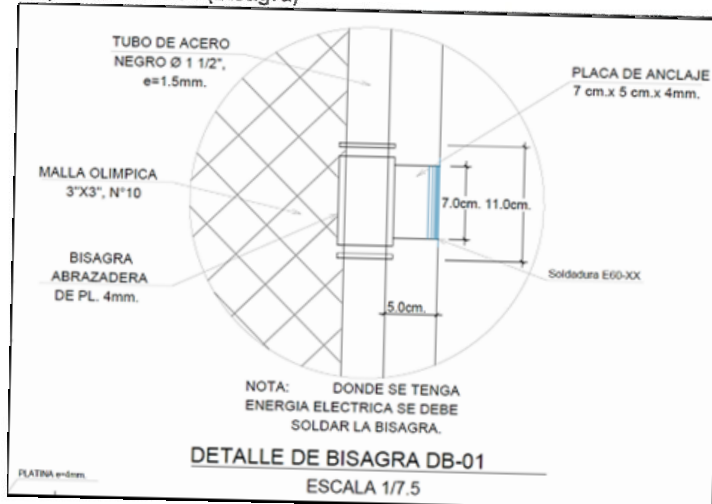 TUBO DE ACERO
NEGRO Ø 1 1/2",
e=1.5mm.
PLACA DE ANCLAJE
7 cm.x 5 cm.x 4mm.
MALLA OLIMPICA
3"X3", N°10
7.0cm. 11.0cm.
BISAGRA
ABRAZADERA
DE PL. 4mm.
Soldadura E60-XX
5.0cm.
NOTA: DONDE SE TENGA
ENERGIA ELECTRICA SE DEBE
SOLDAR LA BISAGRA.
DETALLE DE BISAGRA DB-01
ESCALA 1/7.5
PLATINA e=4mm.